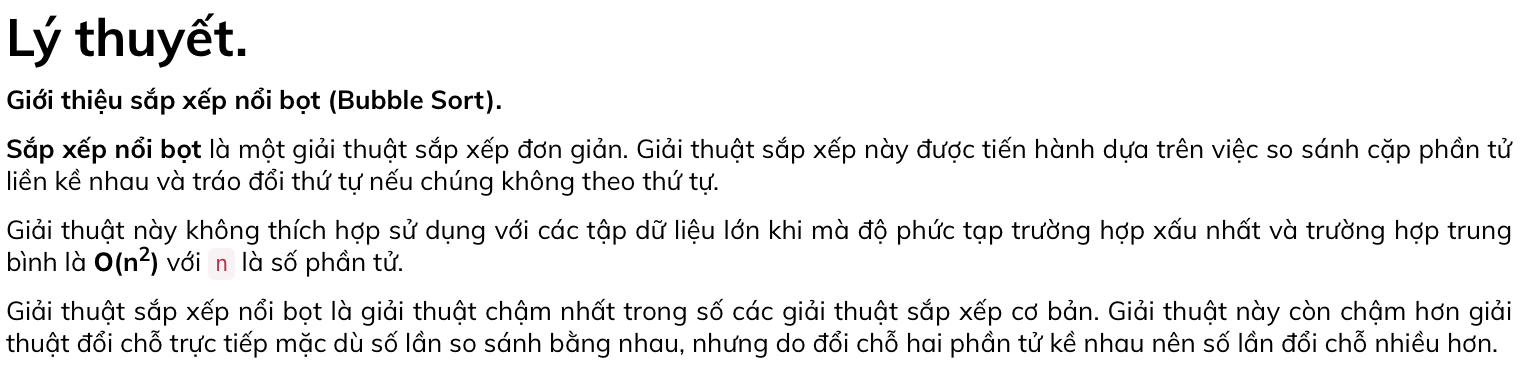 Lý thuyết.
Giới thiệu sắp xếp nổi bọt (Bubble Sort).
Sắp xếp nổi bọt là một giải thuật sắp xếp đơn giản. Giải thuật sắp xếp này được tiến hành dựa trên việc so sánh cặp phần tử
liền kề nhau và tráo đổi thứ tự nếu chúng không theo thứ tự.
Giải thuật này không thích hợp sử dụng với các tập dữ liệu lớn khi mà độ phức tạp trường hợp xấu nhất và trường hợp trung
bình là O(n²) với n là số phần tử.
Giải thuật sắp xếp nổi bọt là giải thuật chậm nhất trong số các giải thuật sắp xếp cơ bản. Giải thuật này còn chậm hơn giải
thuật đổi chỗ trực tiếp mặc dù số lần so sánh bằng nhau, nhưng do đổi chỗ hai phần tử kề nhau nên số lần đổi chỗ nhiều hơn.